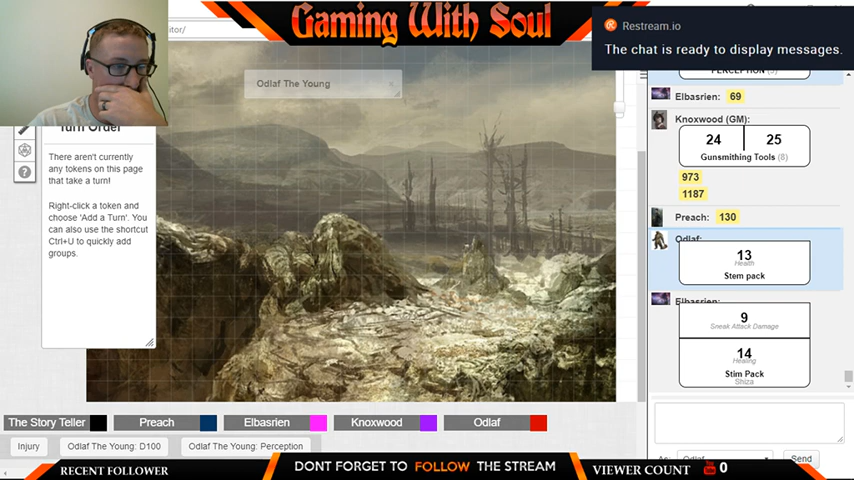 Gaming With Soul
Restream.io
The chat is ready to display messages.
itor/
Odlaf The Young
PERCEPTION
Turn Order
There aren't currently
any tokens on this page
that take a turn!
Right-click a token and
choose 'Add a Turn'. You
can also use the shortcut
Ctrl+U to quickly add
groups.
Elbasrien: 69
Knoxwood (GM):
24 25
Gunsmithing Tools (8)
973
1187
Preach: 130
Odlaf:
13
Health
Stem pack
Elbasrien:
9
Sneak Attack Damage
14
Healing
Stim Pack
Shiza
The Story Teller
Preach
Elbasrien
Knoxwood
Odlaf
Injury
Odlaf The Young: D100
Odlaf The Young: Perception
As: Odlaf
Send
RECENT FOLLOWER
DONT FORGET TO FOLLOW THE STREAM
VIEWER COUNT 0